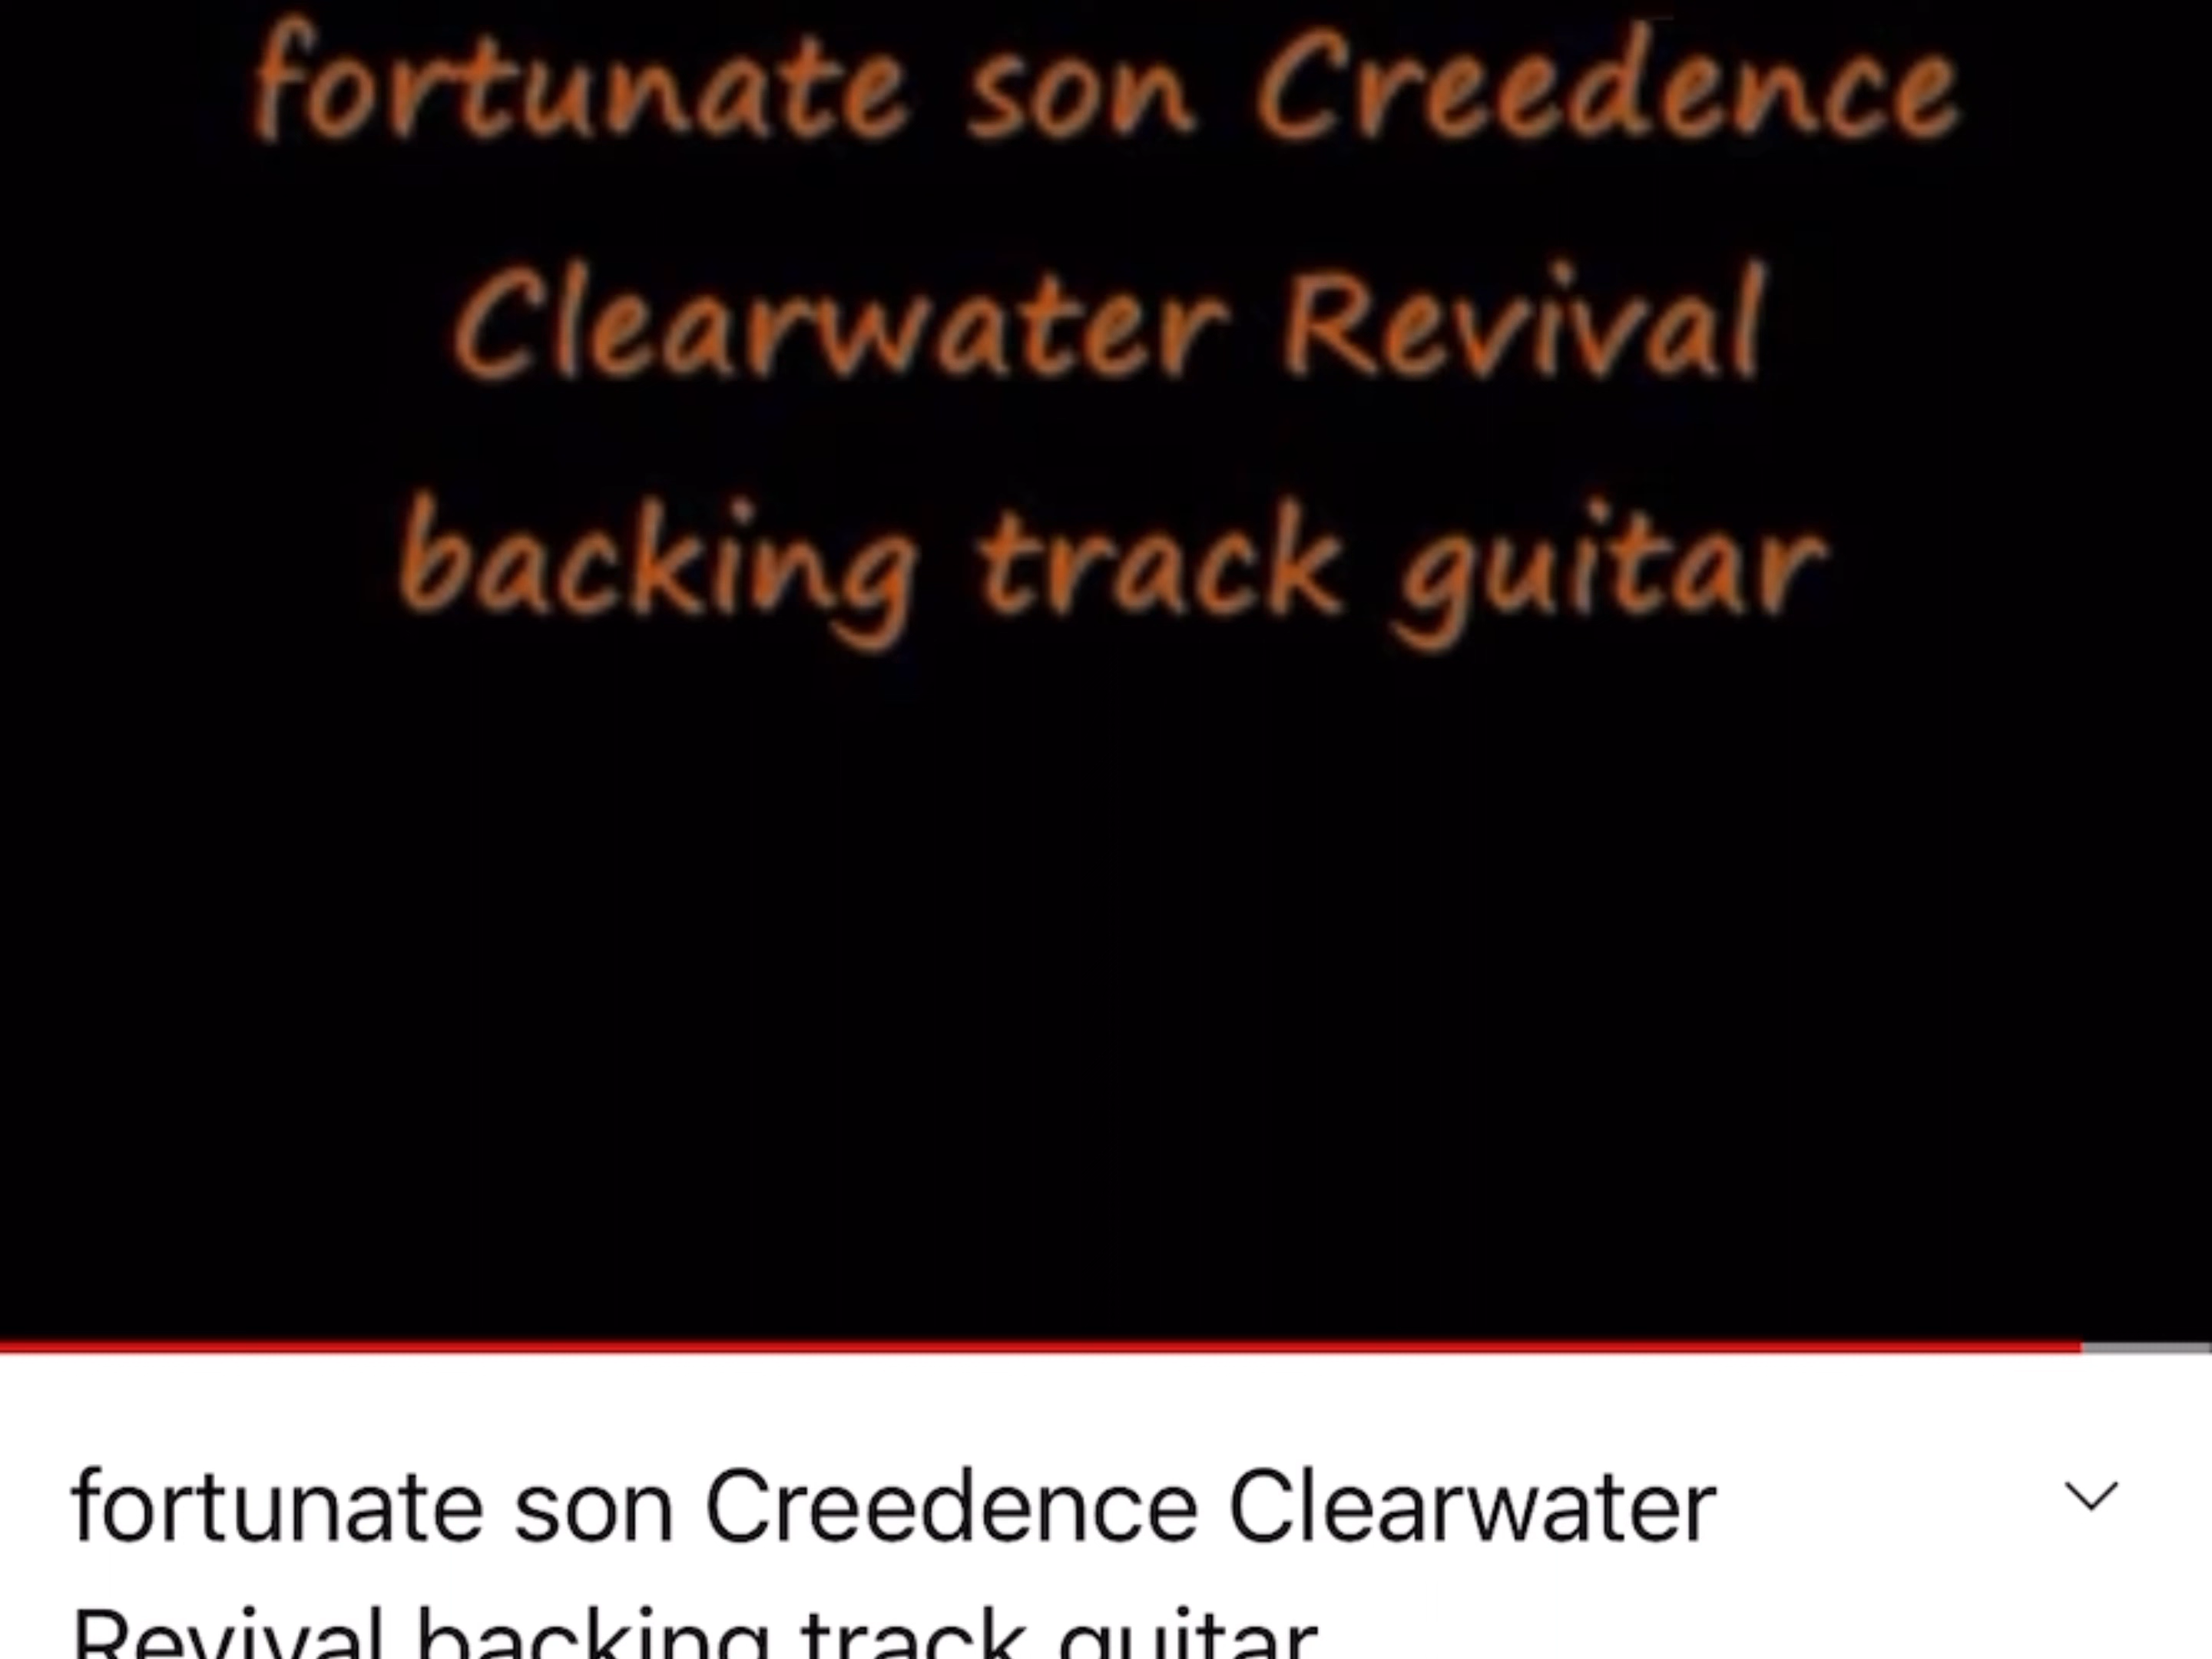 fortunate son Creedence
Clearwater Revival
backing track guitar
fortunate son Creedence Clearwater
Revival backing track guitar